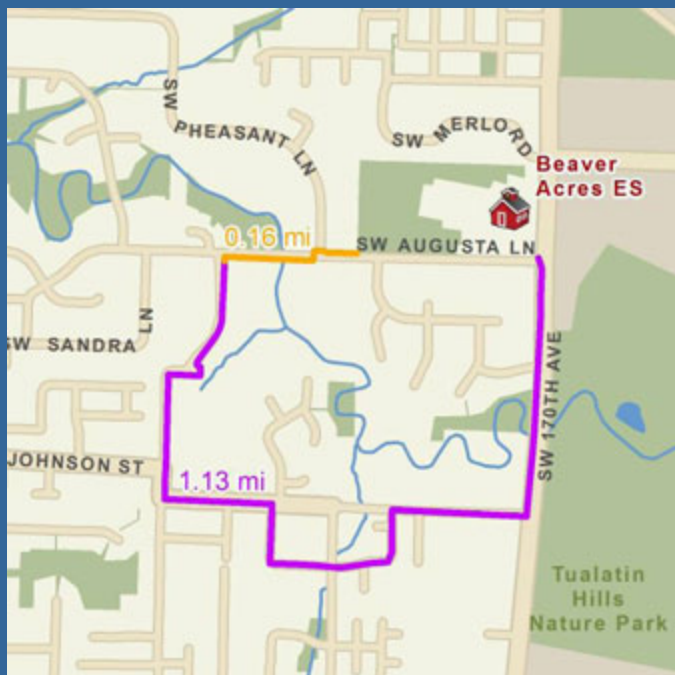 SW
PHEASANT LN
SW MERLO RD
Beaver
Acres ES
0.16 mi
SW AUGUSTA LN
SW SANDRA LN
SW 170TH AVE
JOHNSON ST
1.13 mi
Tualatin
Hills
Nature Park